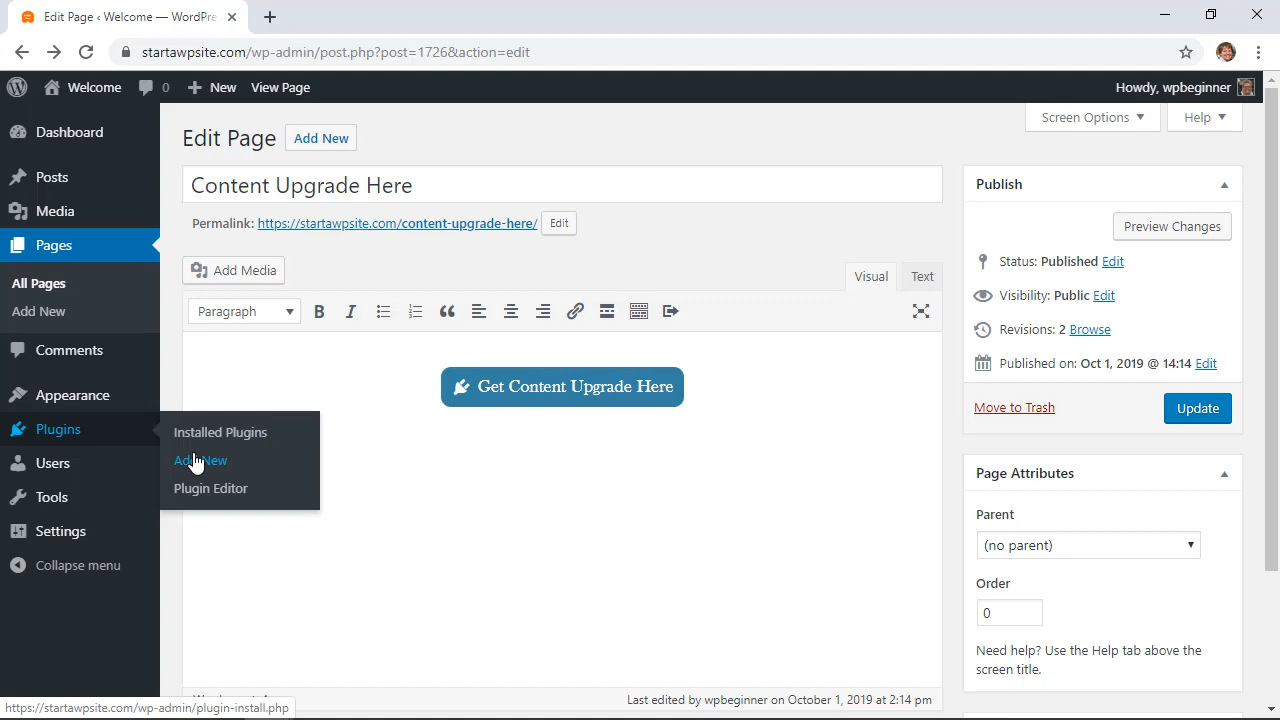 Edit Page ‹ Welcome — WordPre
startawpsite.com/wp-admin/post.php?post=1726&action=edit
Welcome 0 New View Page
Howdy, wpbeginner
Dashboard
Posts
Media
Pages
All Pages
Add New
Comments
Appearance
Plugins
Installed Plugins
Add New
Plugin Editor
Users
Tools
Settings
Collapse menu
Screen Options
Help
Edit Page Add New
Content Upgrade Here
Permalink: https://startawpsite.com/content-upgrade-here/ Edit
Add Media
Visual Text
Paragraph B I
Get Content Upgrade Here
Last edited by wpbeginner on October 1, 2019 at 2:14 pm
Publish
Preview Changes
Status: Published Edit
Visibility: Public Edit
Revisions: 2 Browse
Published on: Oct 1, 2019 @ 14:14 Edit
Move to Trash Update
Page Attributes
Parent
(no parent)
Order
0
Need help? Use the Help tab above the
screen title.
https://startawpsite.com/wp-admin/plugin-install.php